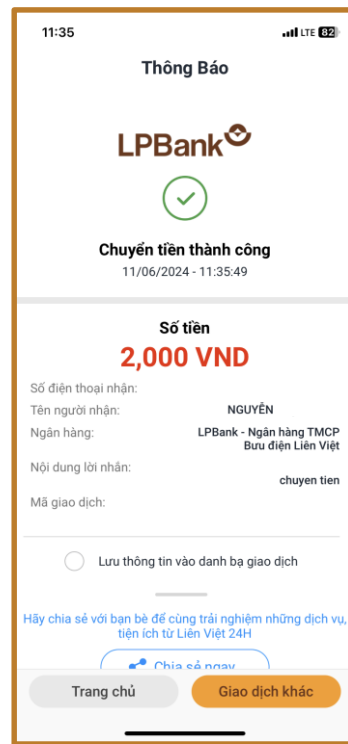 11:35
LTE 82
Thông Báo
LPBank
Chuyển tiền thành công
11/06/2024 - 11:35:49
Số tiền
2,000 VND
Số điện thoại nhận:
Tên người nhận: NGUYỄN
Ngân hàng: LPBank - Ngân hàng TMCP
Bưu điện Liên Việt
Nội dung lời nhắn:
chuyen tien
Mã giao dịch:
Lưu thông tin vào danh bạ giao dịch
Hãy chia sẻ với bạn bè để cùng trải nghiệm những dịch vụ,
tiện ích từ Liên Việt 24H
Chia sẻ ngay
Trang chủ
Giao dịch khác